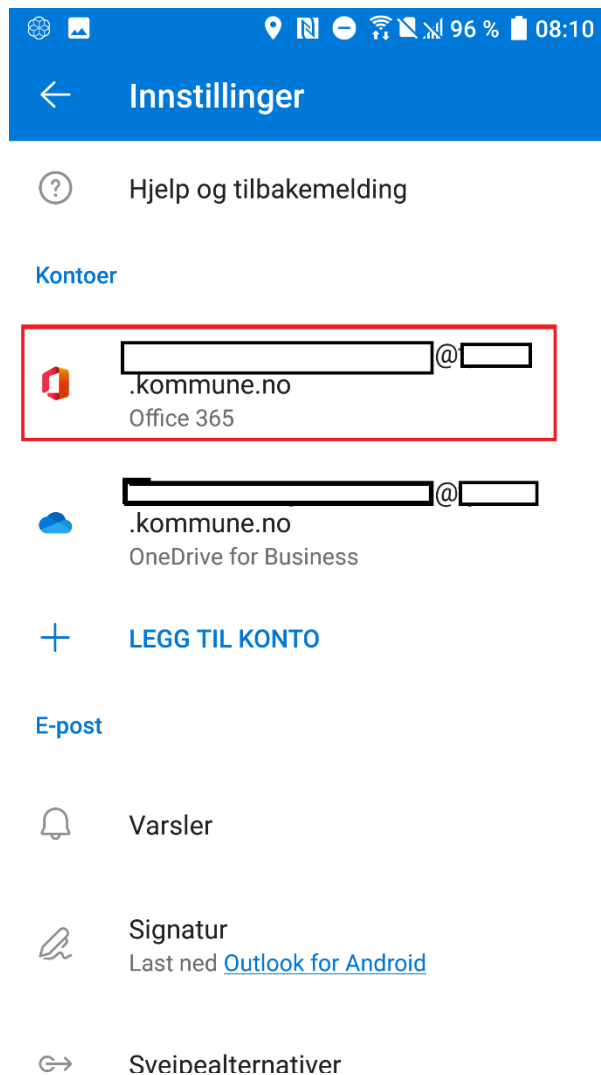 96 % 08:10
Innstillinger
Hjelp og tilbakemelding
Kontoer
@
.kommune.no
Office 365
@
.kommune.no
OneDrive for Business
LEGG TIL KONTO
E-post
Varsler
Signatur
Last ned Outlook for Android
Sveipealternativer